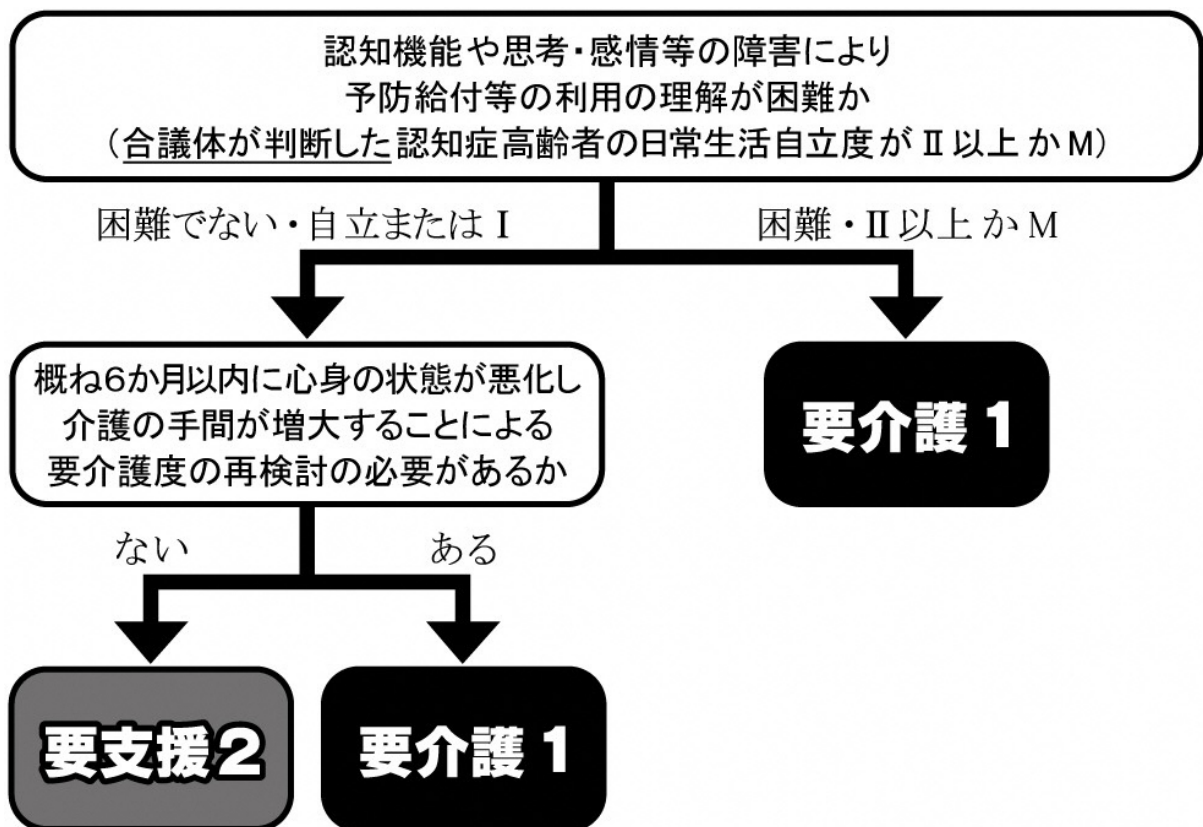 認知機能や思考・感情等の障害により
予防給付等の利用の理解が困難か
(合議体が判断した認知症高齢者の日常生活自立度がⅡ以上かM)
困難でない・自立またはⅠ
困難・Ⅱ以上かM
概ね6か月以内に心身の状態が悪化し
介護の手間が増大することによる
要介護度の再検討の必要があるか
要介護1
ない
ある
要支援2
要介護1